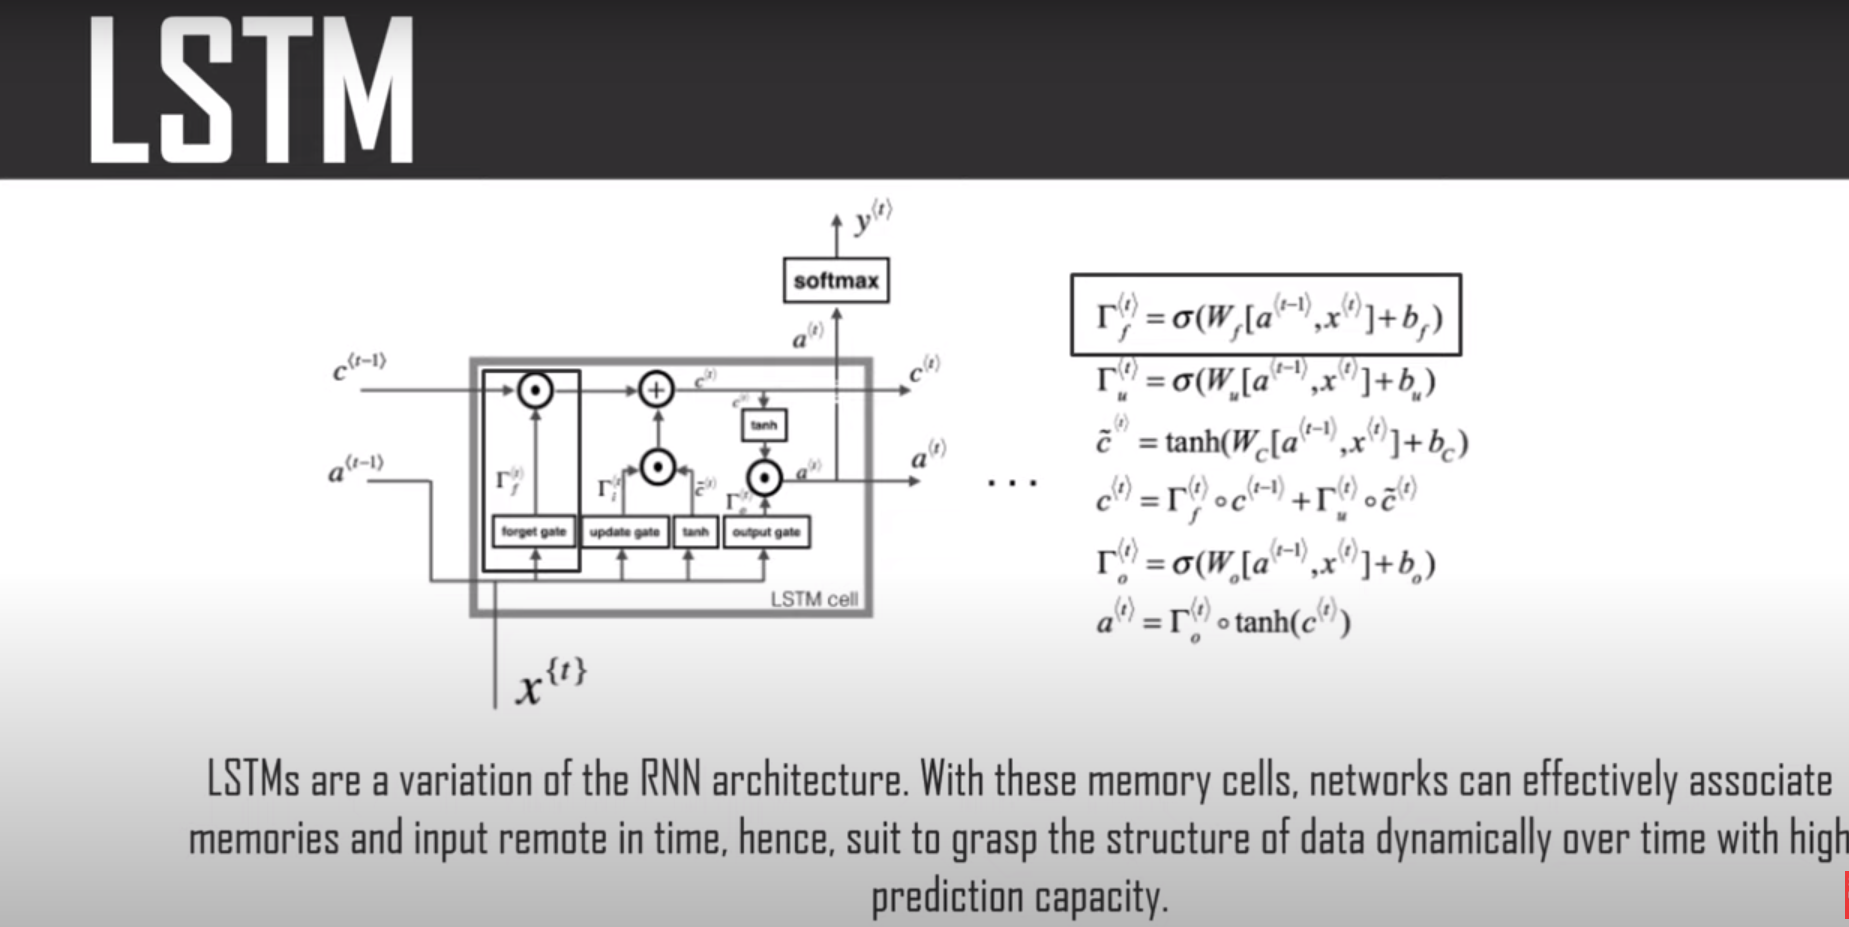 LSTM
y⟨t⟩
softmax
a⟨t⟩
c⟨t−1⟩
c⟨t⟩
c⟨t⟩
c⟨t⟩
tanh
a⟨t−1⟩
a⟨t⟩
a⟨t⟩
Γf⟨t⟩
Γi⟨t⟩
c̃⟨t⟩
Γo⟨t⟩
forget gate update gate tanh output gate
LSTM cell
x{t}
. . .
Γf⟨t⟩ = σ(Wf[a⟨t−1⟩,x⟨t⟩]+bf)
Γu⟨t⟩ = σ(Wu[a⟨t−1⟩,x⟨t⟩]+bu)
c̃⟨t⟩ = tanh(WC[a⟨t−1⟩,x⟨t⟩]+bC)
c⟨t⟩ = Γf⟨t⟩∘c⟨t−1⟩+Γu⟨t⟩∘c̃⟨t⟩
Γo⟨t⟩ = σ(Wo[a⟨t−1⟩,x⟨t⟩]+bo)
a⟨t⟩ = Γo⟨t⟩∘tanh(c⟨t⟩)
LSTMs are a variation of the RNN architecture. With these memory cells, networks can effectively associate
memories and input remote in time, hence, suit to grasp the structure of data dynamically over time with high
prediction capacity.